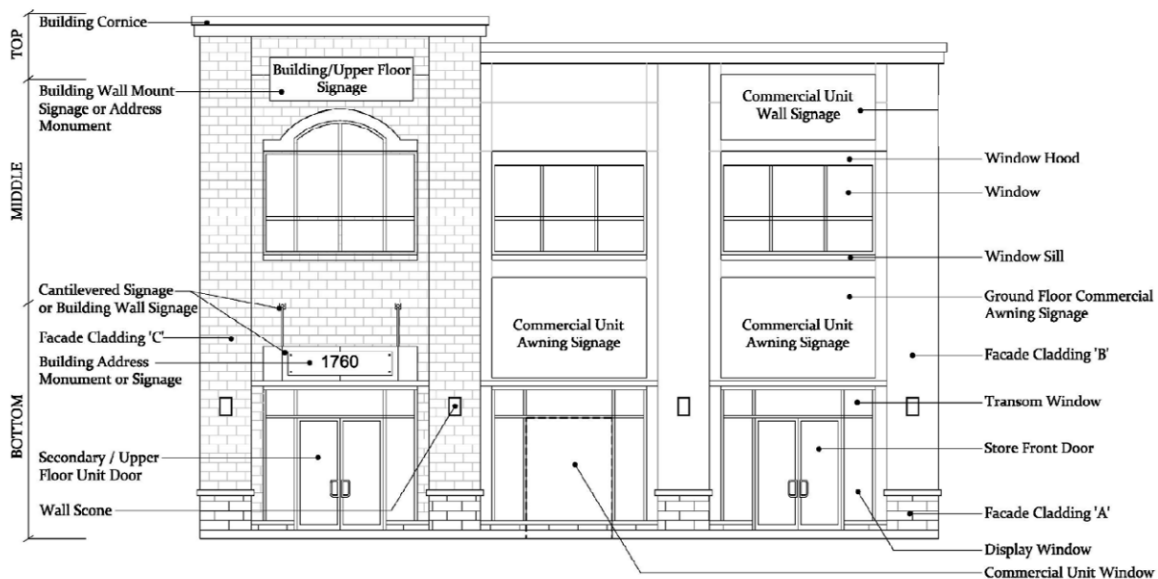 TOP
MIDDLE
BOTTOM
Building Cornice
Building Wall Mount
Signage or Address
Monument
Cantilevered Signage
or Building Wall Signage
Facade Cladding 'C'
Building Address
Monument or Signage
Secondary / Upper
Floor Unit Door
Wall Scone
Building/Upper Floor
Signage
1760
Commercial Unit
Awning Signage
Commercial Unit
Wall Signage
Commercial Unit
Awning Signage
Window Hood
Window
Window Sill
Ground Floor Commercial
Awning Signage
Facade Cladding 'B'
Transom Window
Store Front Door
Facade Cladding 'A'
Display Window
Commercial Unit Window